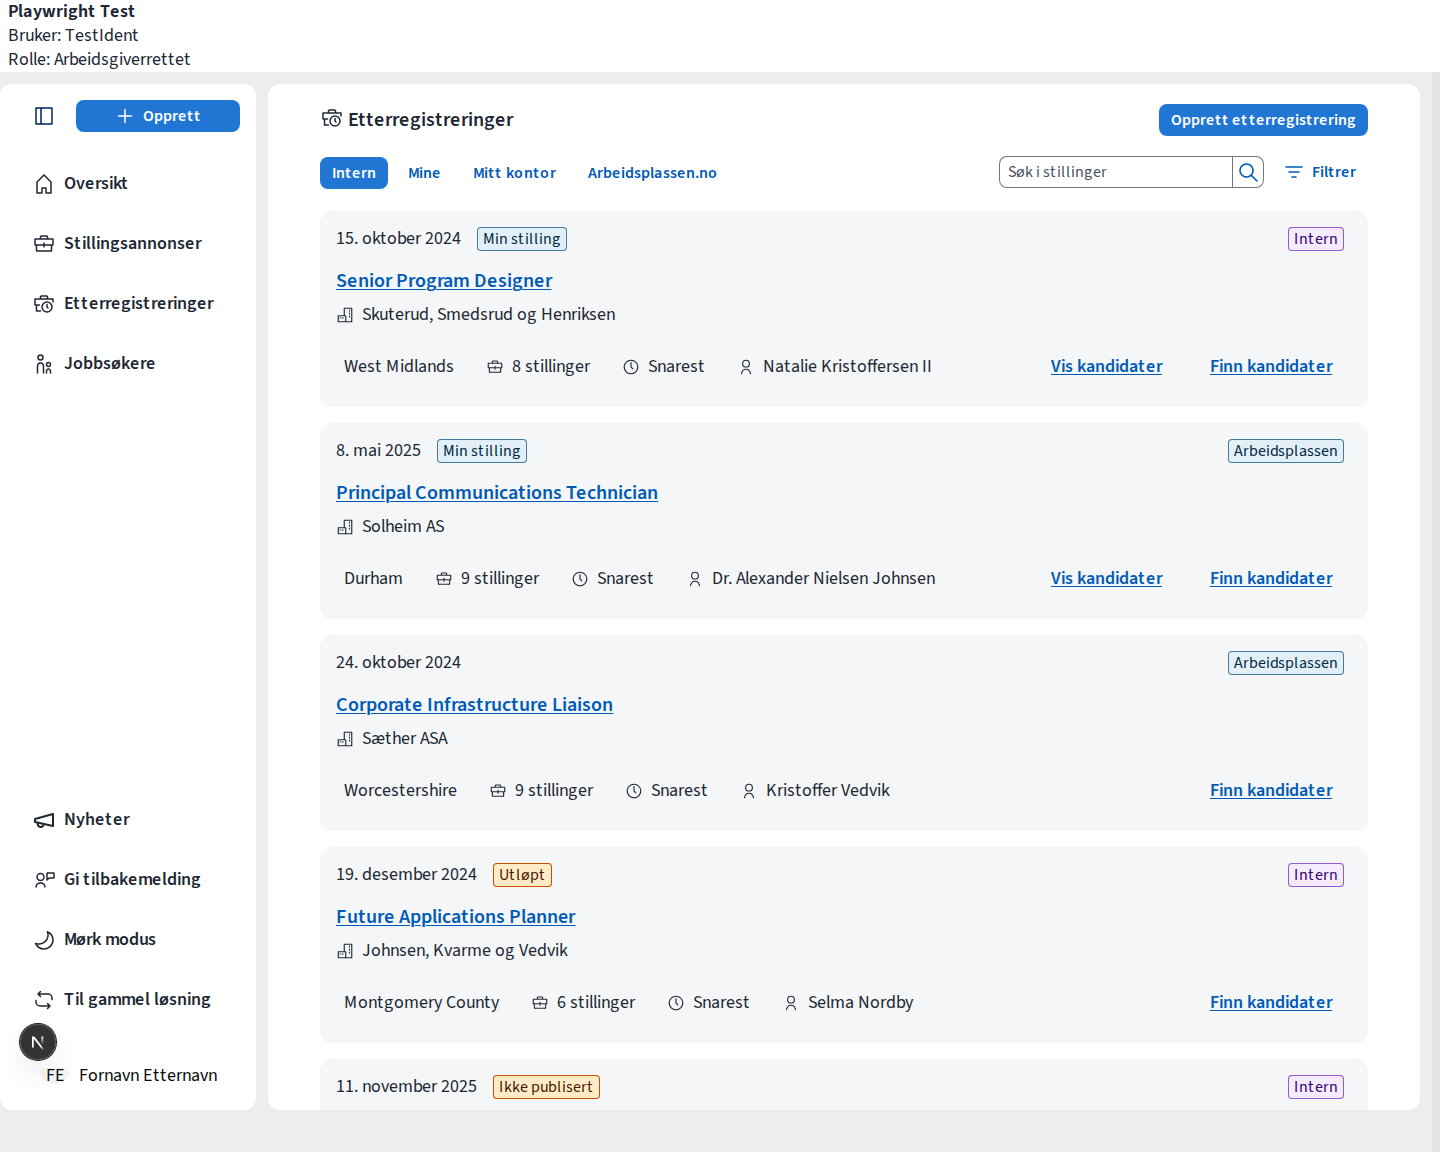 Playwright Test
Bruker: TestIdent
Rolle: Arbeidsgiverrettet
Opprett
Oversikt
Stillingsannonser
Etterregistreringer
Jobbsøkere
Nyheter
Gi tilbakemelding
Mørk modus
Til gammel løsning
N
FE Fornavn Etternavn
Etterregistreringer
Opprett etterregistrering
Intern Mine Mitt kontor Arbeidsplassen.no
Søk i stillinger
Filtrer
15. oktober 2024 Min stilling Intern
Senior Program Designer
Skuterud, Smedsrud og Henriksen
West Midlands 8 stillinger Snarest Natalie Kristoffersen II Vis kandidater Finn kandidater
8. mai 2025 Min stilling Arbeidsplassen
Principal Communications Technician
Solheim AS
Durham 9 stillinger Snarest Dr. Alexander Nielsen Johnsen Vis kandidater Finn kandidater
24. oktober 2024 Arbeidsplassen
Corporate Infrastructure Liaison
Sæther ASA
Worcestershire 9 stillinger Snarest Kristoffer Vedvik Finn kandidater
19. desember 2024 Utløpt Intern
Future Applications Planner
Johnsen, Kvarme og Vedvik
Montgomery County 6 stillinger Snarest Selma Nordby Finn kandidater
11. november 2025 Ikke publisert Intern